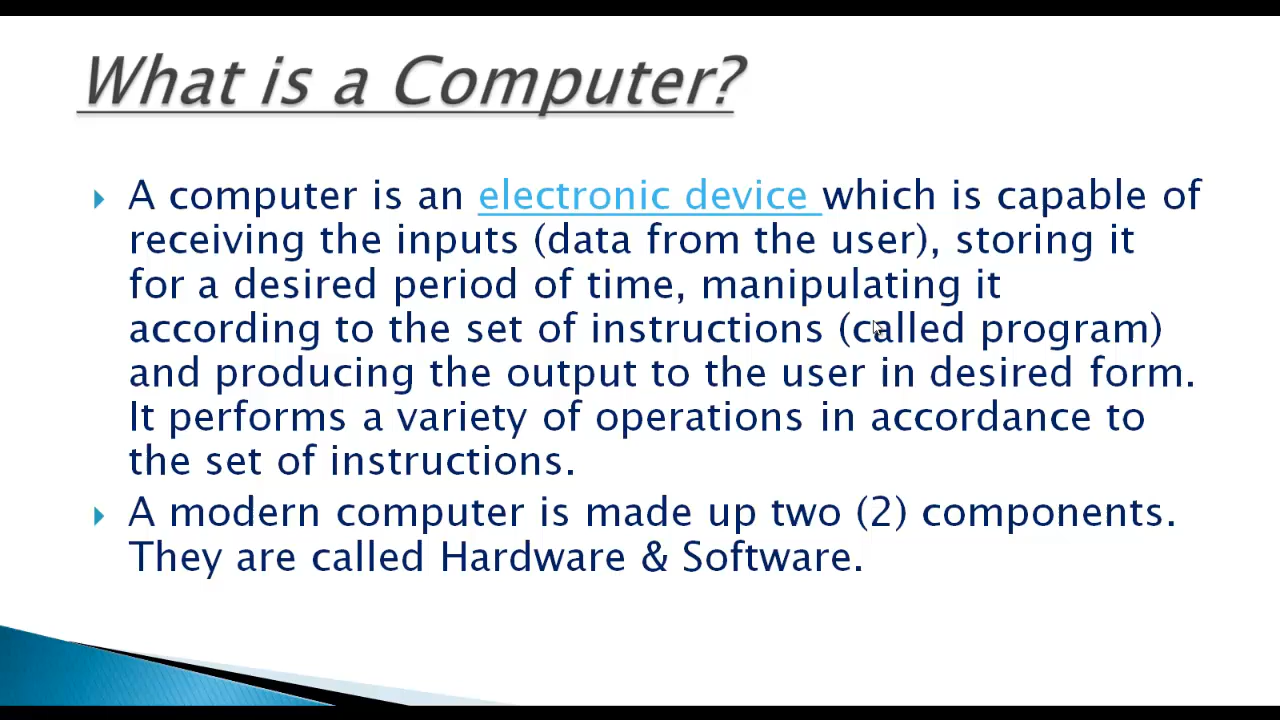 What is a Computer?
A computer is an electronic device which is capable of
receiving the inputs (data from the user), storing it
for a desired period of time, manipulating it
according to the set of instructions (called program)
and producing the output to the user in desired form.
It performs a variety of operations in accordance to
the set of instructions.
A modern computer is made up two (2) components.
They are called Hardware & Software.